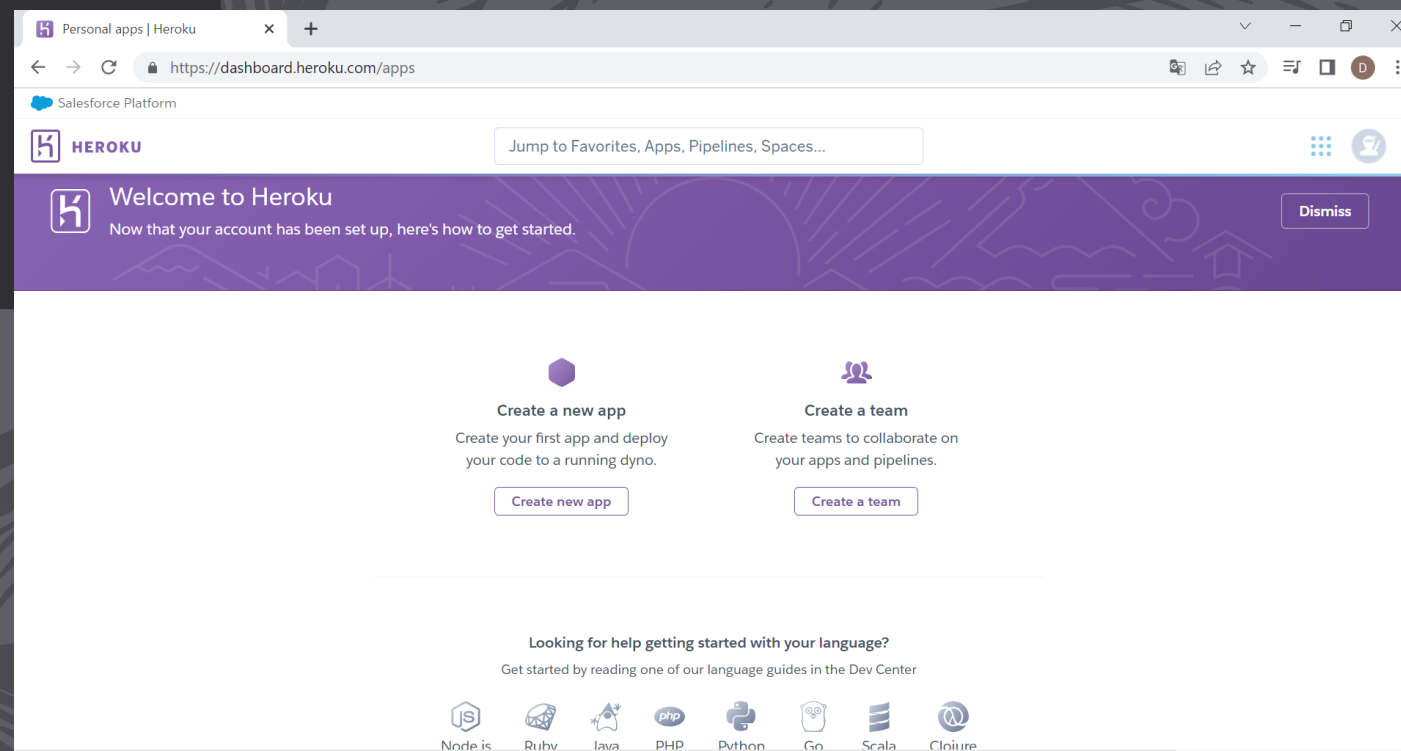 Personal apps | Heroku
https://dashboard.heroku.com/apps
D
Salesforce Platform
HEROKU
Jump to Favorites, Apps, Pipelines, Spaces...
Welcome to Heroku
Now that your account has been set up, here's how to get started.
Dismiss
Create a new app
Create your first app and deploy
your code to a running dyno.
Create new app
Create a team
Create teams to collaborate on
your apps and pipelines.
Create a team
Looking for help getting started with your language?
Get started by reading one of our language guides in the Dev Center
JS
php
Node.js Ruby Java PHP Python Go Scala Clojure